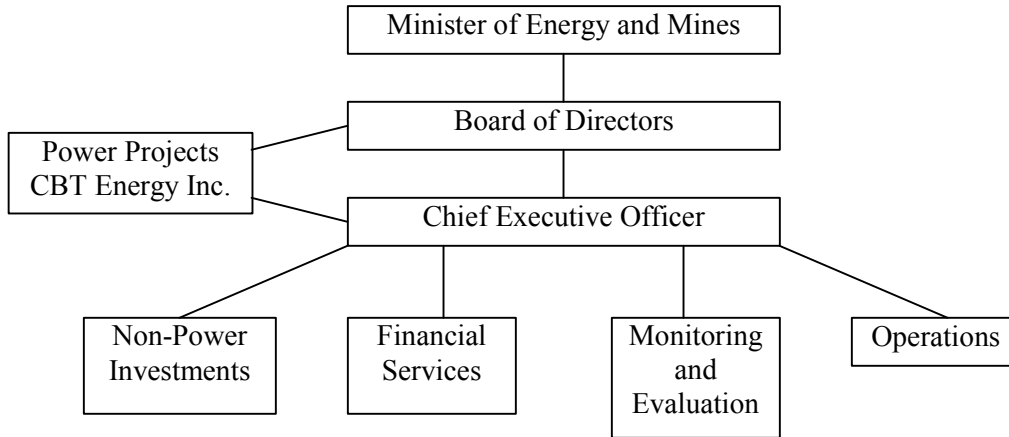 Minister of Energy and Mines
Board of Directors
Power Projects
CBT Energy Inc.
Chief Executive Officer
Non-Power
Investments
Financial
Services
Monitoring
and
Evaluation
Operations